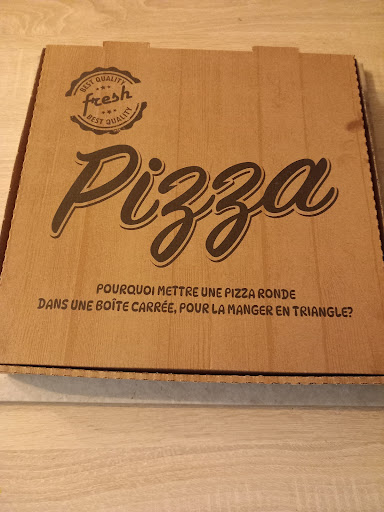 BEST QUALITY
fresh
BEST QUALITY
Pizza
POURQUOI METTRE UNE PIZZA RONDE
DANS UNE BOÎTE CARRÉE, POUR LA MANGER EN TRIANGLE?